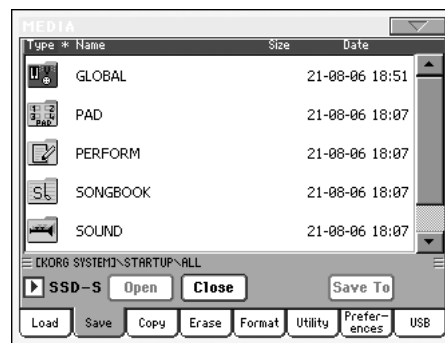 MEDIA
Type * Name Size Date
GLOBAL 21-08-06 18:51
PAD 21-08-06 18:07
PERFORM 21-08-06 18:07
SONGBOOK 21-08-06 18:07
SOUND 21-08-06 18:07
[KORG SYSTEM]\STARTUP\ALL
SSD-S Open Close Save To
Load Save Copy Erase Format Utility Prefer-ences USB